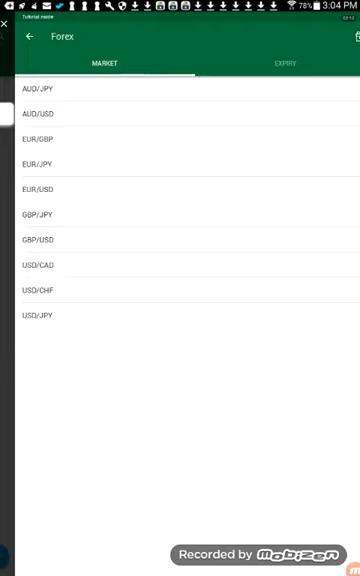 78% 3:04 PM
Tutorial mode
Forex
MARKET EXPIRY
AUD/JPY
AUD/USD
EUR/GBP
EUR/JPY
EUR/USD
GBP/JPY
GBP/USD
USD/CAD
USD/CHF
USD/JPY
Recorded by Mobizen